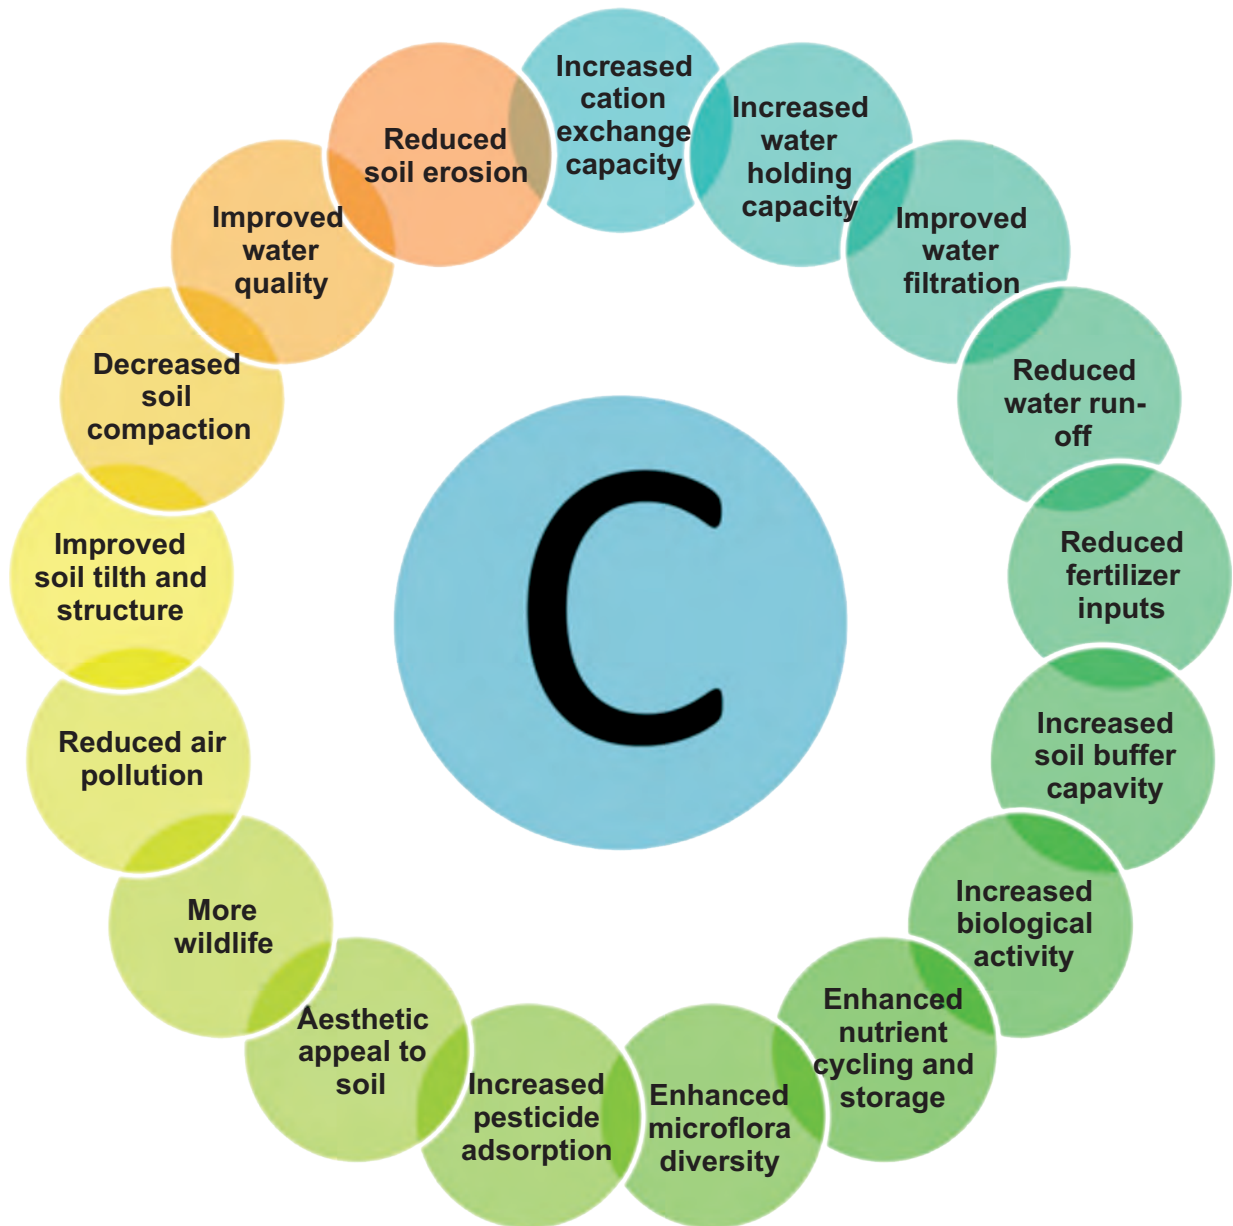 Increased
cation
exchange
capacity
Increased
water
holding
capacity
Improved
water
filtration
Reduced
water run-
off
Reduced
fertilizer
inputs
Increased
soil buffer
capavity
Increased
biological
activity
Enhanced
nutrient
cycling and
storage
Enhanced
microflora
diversity
Increased
pesticide
adsorption
Aesthetic
appeal to
soil
More
wildlife
Reduced air
pollution
Improved
soil tilth and
structure
Decreased
soil
compaction
Improved
water
quality
Reduced
soil erosion
C